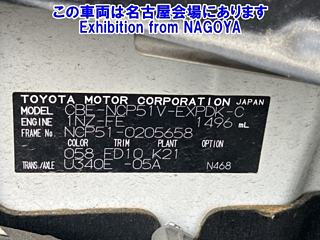 この車両は名古屋会場にあります
Exhibition from NAGOYA
TOYOTA MOTOR CORPORATION JAPAN
MODEL CBE-NCP51V-EXPDK-C
ENGINE 1NZ-FE 1496 mL
FRAME No. NCP51-0205658
COLOR TRIM PLANT OPTION
058 FD10 K21
TRANS./AXLE U340E -05A N468